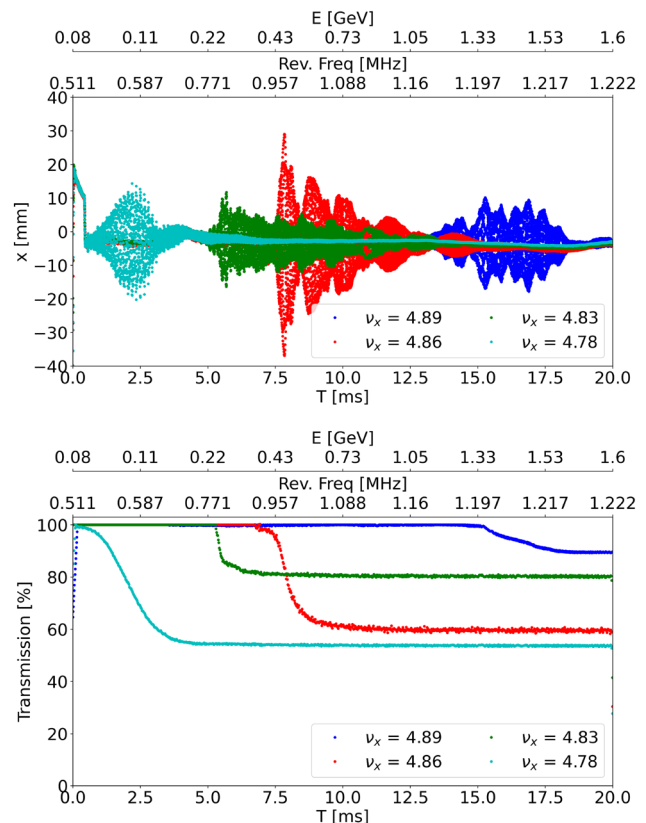 E [GeV]
0.08 0.11 0.22 0.43 0.73 1.05 1.33 1.53 1.6
Rev. Freq [MHz]
0.511 0.587 0.771 0.957 1.088 1.16 1.197 1.217 1.222
40
30
20
10
0
−10
−20
−30
−40
x [mm]
νx = 4.89 νx = 4.83
νx = 4.86 νx = 4.78
0.0 2.5 5.0 7.5 10.0 12.5 15.0 17.5 20.0
T [ms]
E [GeV]
0.08 0.11 0.22 0.43 0.73 1.05 1.33 1.53 1.6
Rev. Freq [MHz]
0.511 0.587 0.771 0.957 1.088 1.16 1.197 1.217 1.222
100
80
60
40
20
0
Transmission [%]
νx = 4.89 νx = 4.83
νx = 4.86 νx = 4.78
0.0 2.5 5.0 7.5 10.0 12.5 15.0 17.5 20.0
T [ms]